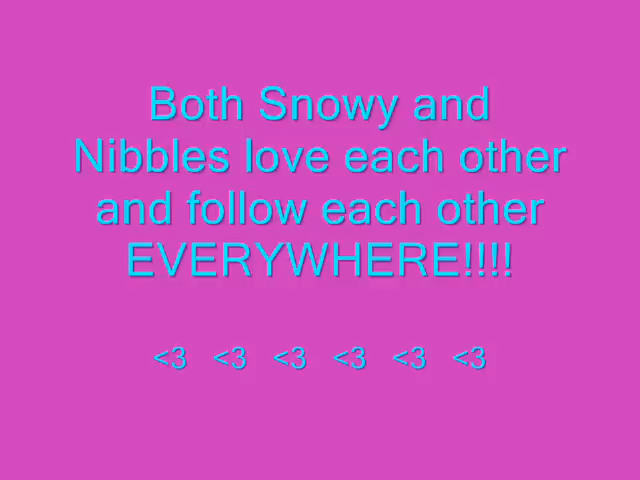 Both Snowy and
Nibbles love each other
and follow each other
EVERYWHERE!!!!
<3 <3 <3 <3 <3 <3